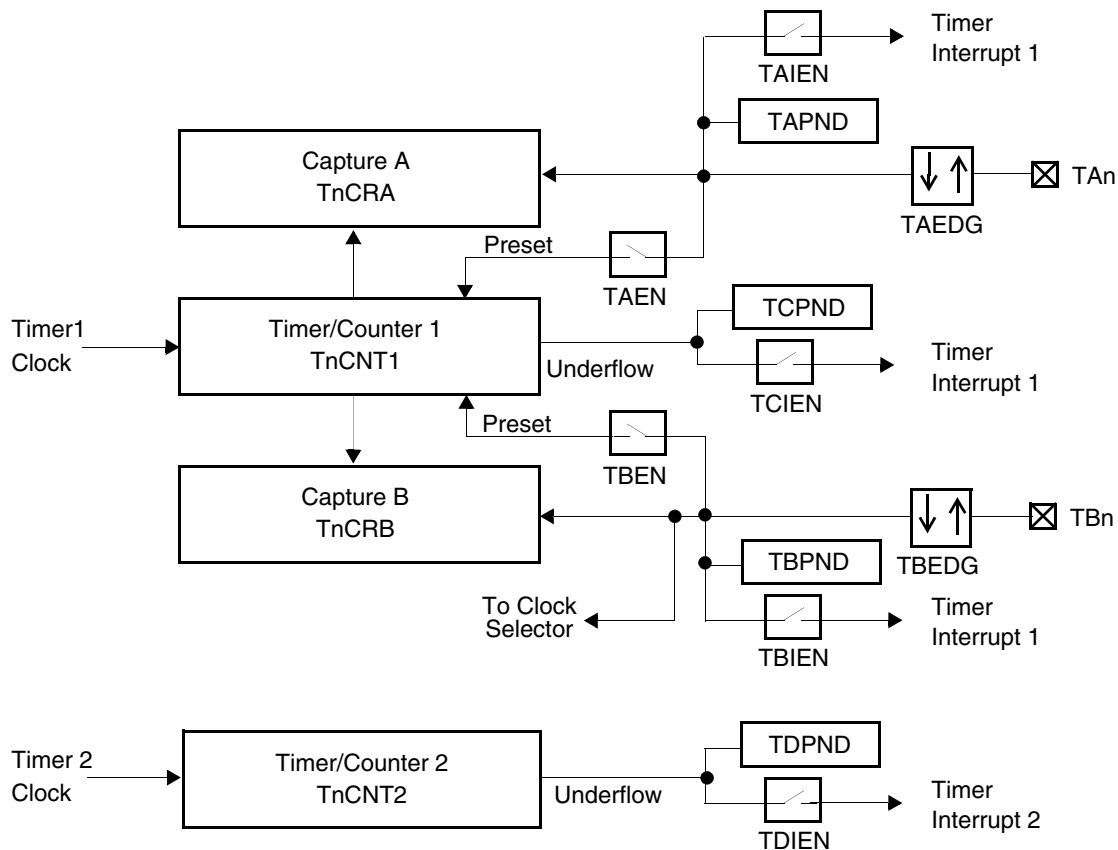 Timer
Interrupt 1
TAIEN
TAPND
Capture A
TnCRA
TAn
TAEDG
Preset
TAEN
TCPND
Timer1
Clock
Timer/Counter 1
TnCNT1
Underflow
Timer
Interrupt 1
TCIEN
Preset
TBEN
Capture B
TnCRB
TBn
TBEDG
TBPND
To Clock
Selector
Timer
Interrupt 1
TBIEN
Timer 2
Clock
Timer/Counter 2
TnCNT2
Underflow
TDPND
Timer
Interrupt 2
TDIEN